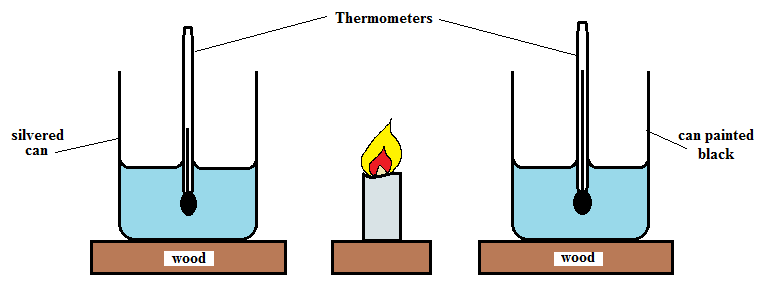 Thermometers
silvered
can
can painted
black
wood
wood